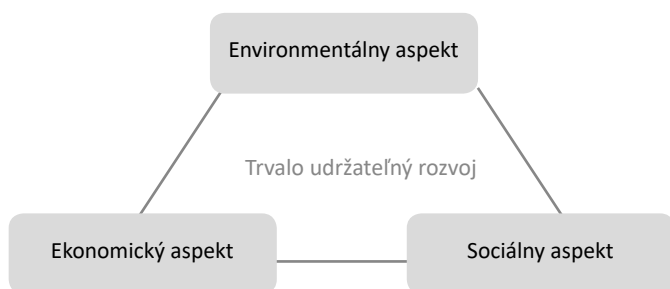 Environmentálny aspekt
Trvalo udržateľný rozvoj
Ekonomický aspekt
Sociálny aspekt